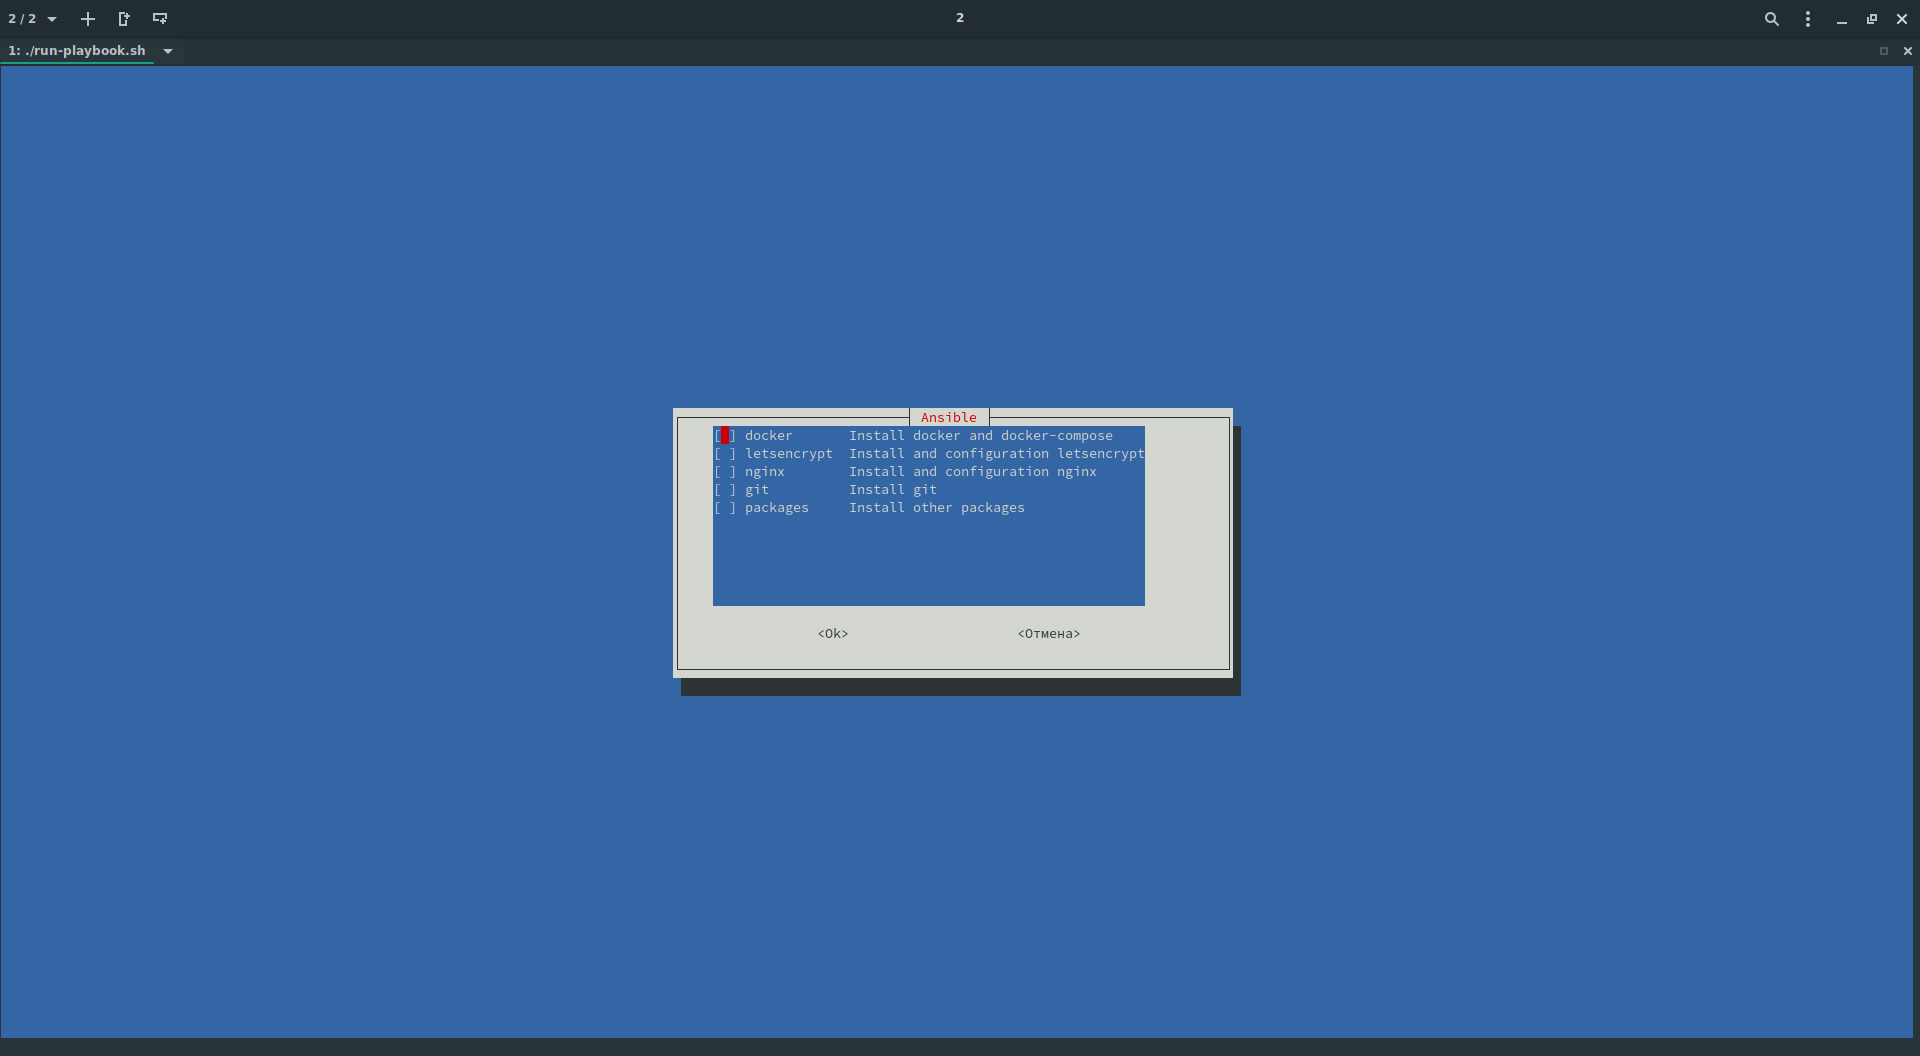 2 / 2
2
1: ./run-playbook.sh
Ansible
[ ] docker Install docker and docker-compose
[ ] letsencrypt Install and configuration letsencrypt
[ ] nginx Install and configuration nginx
[ ] git Install git
[ ] packages Install other packages
<Ok> <Отмена>